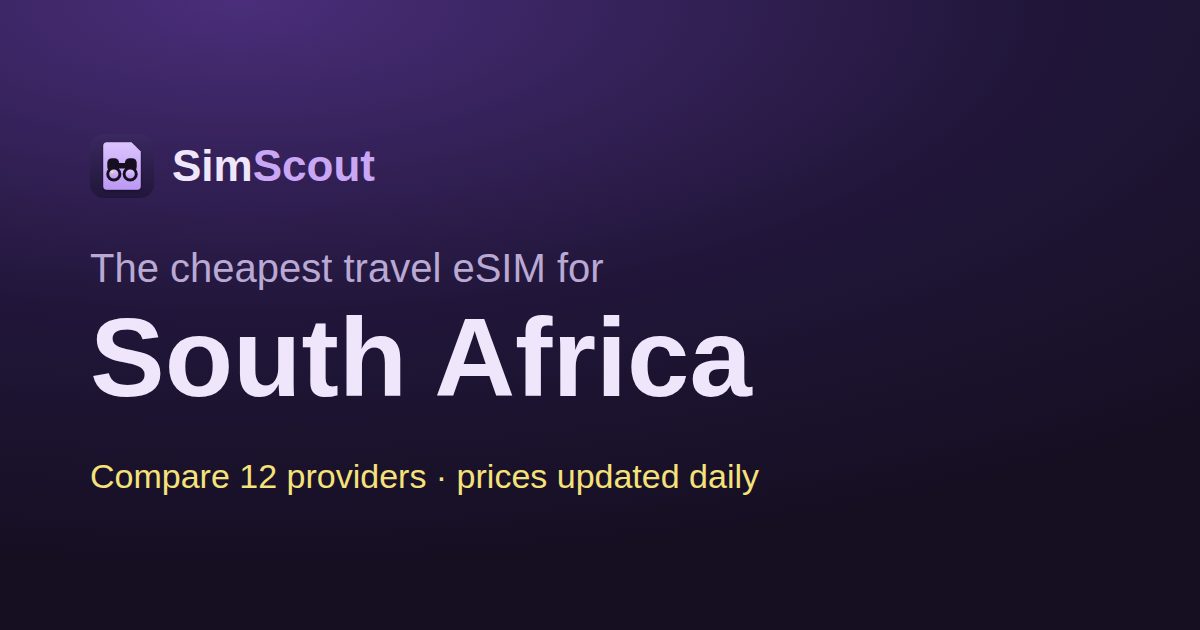 SimScout
The cheapest travel eSIM for
South Africa
Compare 12 providers · prices updated daily